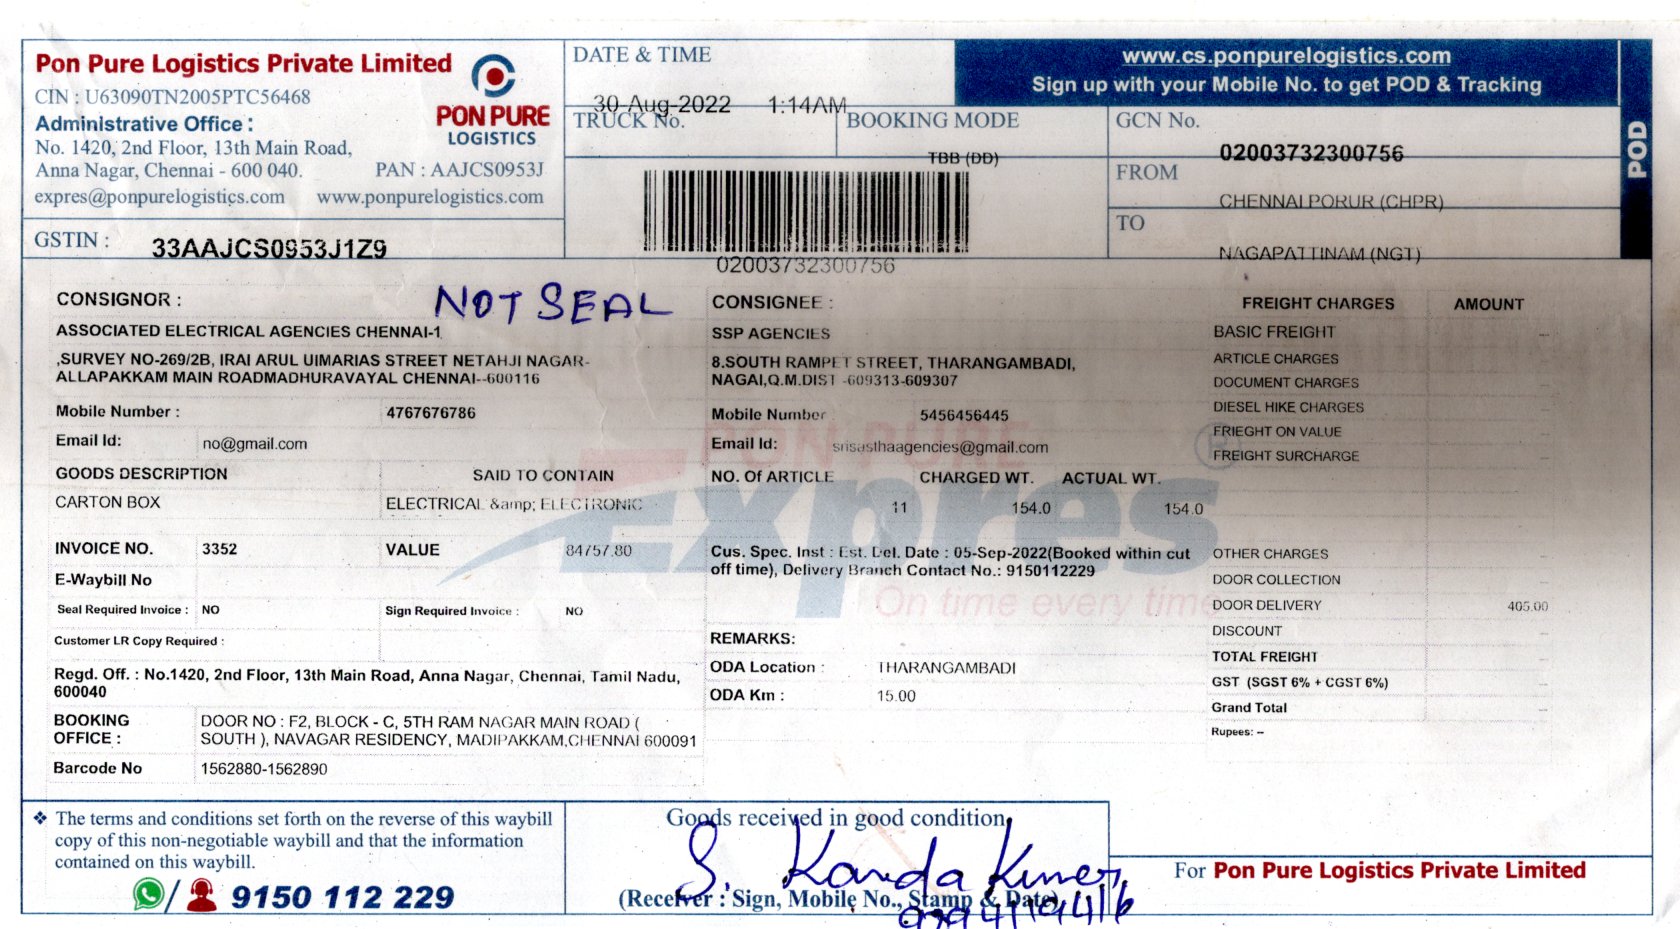 Pon Pure Logistics Private Limited
CIN : U63090TN2005PTC56468
Administrative Office :
No. 1420, 2nd Floor, 13th Main Road,
Anna Nagar, Chennai - 600 040. PAN : AAJCS0953J
expres@ponpurelogistics.com www.ponpurelogistics.com
PON PURE
LOGISTICS
GSTIN : 33AAJCS0953J1Z9
DATE & TIME
30-Aug-2022 1:14AM
TRUCK No. BOOKING MODE
TBB (DD)
02003732300756
www.cs.ponpurelogistics.com
Sign up with your Mobile No. to get POD & Tracking
GCN No.
02003732300756
FROM
CHENNAI PORUR (CHPR)
TO
NAGAPATTINAM (NGT)
POD
CONSIGNOR :
NOT SEAL
ASSOCIATED ELECTRICAL AGENCIES CHENNAI-1
,SURVEY NO-269/2B, IRAI ARUL UIMARIAS STREET NETAHJI NAGAR-
ALLAPAKKAM MAIN ROADMADHURAVAYAL CHENNAI--600116
Mobile Number : 4767676786
Email Id: no@gmail.com
GOODS DESCRIPTION SAID TO CONTAIN
CARTON BOX ELECTRICAL &amp; ELECTRONIC
INVOICE NO. 3352 VALUE 84757.80
E-Waybill No
Seal Required Invoice : NO Sign Required Invoice : NO
Customer LR Copy Required :
Regd. Off. : No.1420, 2nd Floor, 13th Main Road, Anna Nagar, Chennai, Tamil Nadu,
600040
BOOKING OFFICE : DOOR NO : F2, BLOCK - C, 5TH RAM NAGAR MAIN ROAD (
SOUTH ), NAVAGAR RESIDENCY, MADIPAKKAM,CHENNAI 600091
Barcode No 1562880-1562890
CONSIGNEE :
SSP AGENCIES
8.SOUTH RAMPET STREET, THARANGAMBADI,
NAGAI,Q.M.DIST -609313-609307
Mobile Number 5456456445
Email Id: srisasthaagencies@gmail.com
NO. Of ARTICLE CHARGED WT. ACTUAL WT.
11 154.0 154.0
Cus. Spec. Inst : Est. Del. Date : 05-Sep-2022(Booked within cut
off time), Delivery Branch Contact No.: 9150112229
REMARKS:
ODA Location : THARANGAMBADI
ODA Km : 15.00
PON PURE
Expres ®
On time every time
FREIGHT CHARGES AMOUNT
BASIC FREIGHT
ARTICLE CHARGES
DOCUMENT CHARGES
DIESEL HIKE CHARGES
FRIEGHT ON VALUE
FREIGHT SURCHARGE
OTHER CHARGES
DOOR COLLECTION
DOOR DELIVERY 405.00
DISCOUNT
TOTAL FREIGHT
GST (SGST 6% + CGST 6%)
Grand Total
Rupees: --
❖ The terms and conditions set forth on the reverse of this waybill
copy of this non-negotiable waybill and that the information
contained on this waybill.
/ 9150 112 229
Goods received in good condition
S. Kanda Kumer
(Receiver : Sign, Mobile No., Stamp & Date)
For Pon Pure Logistics Private Limited